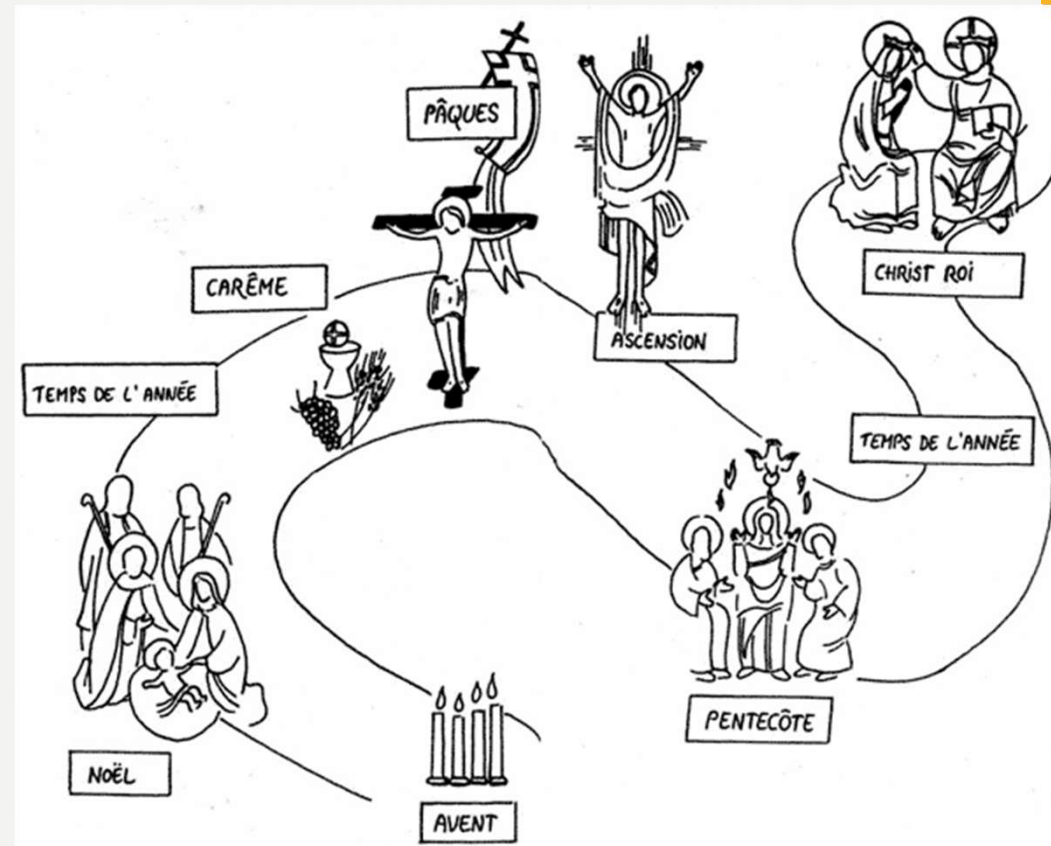 PÂQUES
CARÊME
CHRIST ROI
ASCENSION
TEMPS DE L'ANNÉE
TEMPS DE L'ANNÉE
PENTECÔTE
NOËL
AVENT